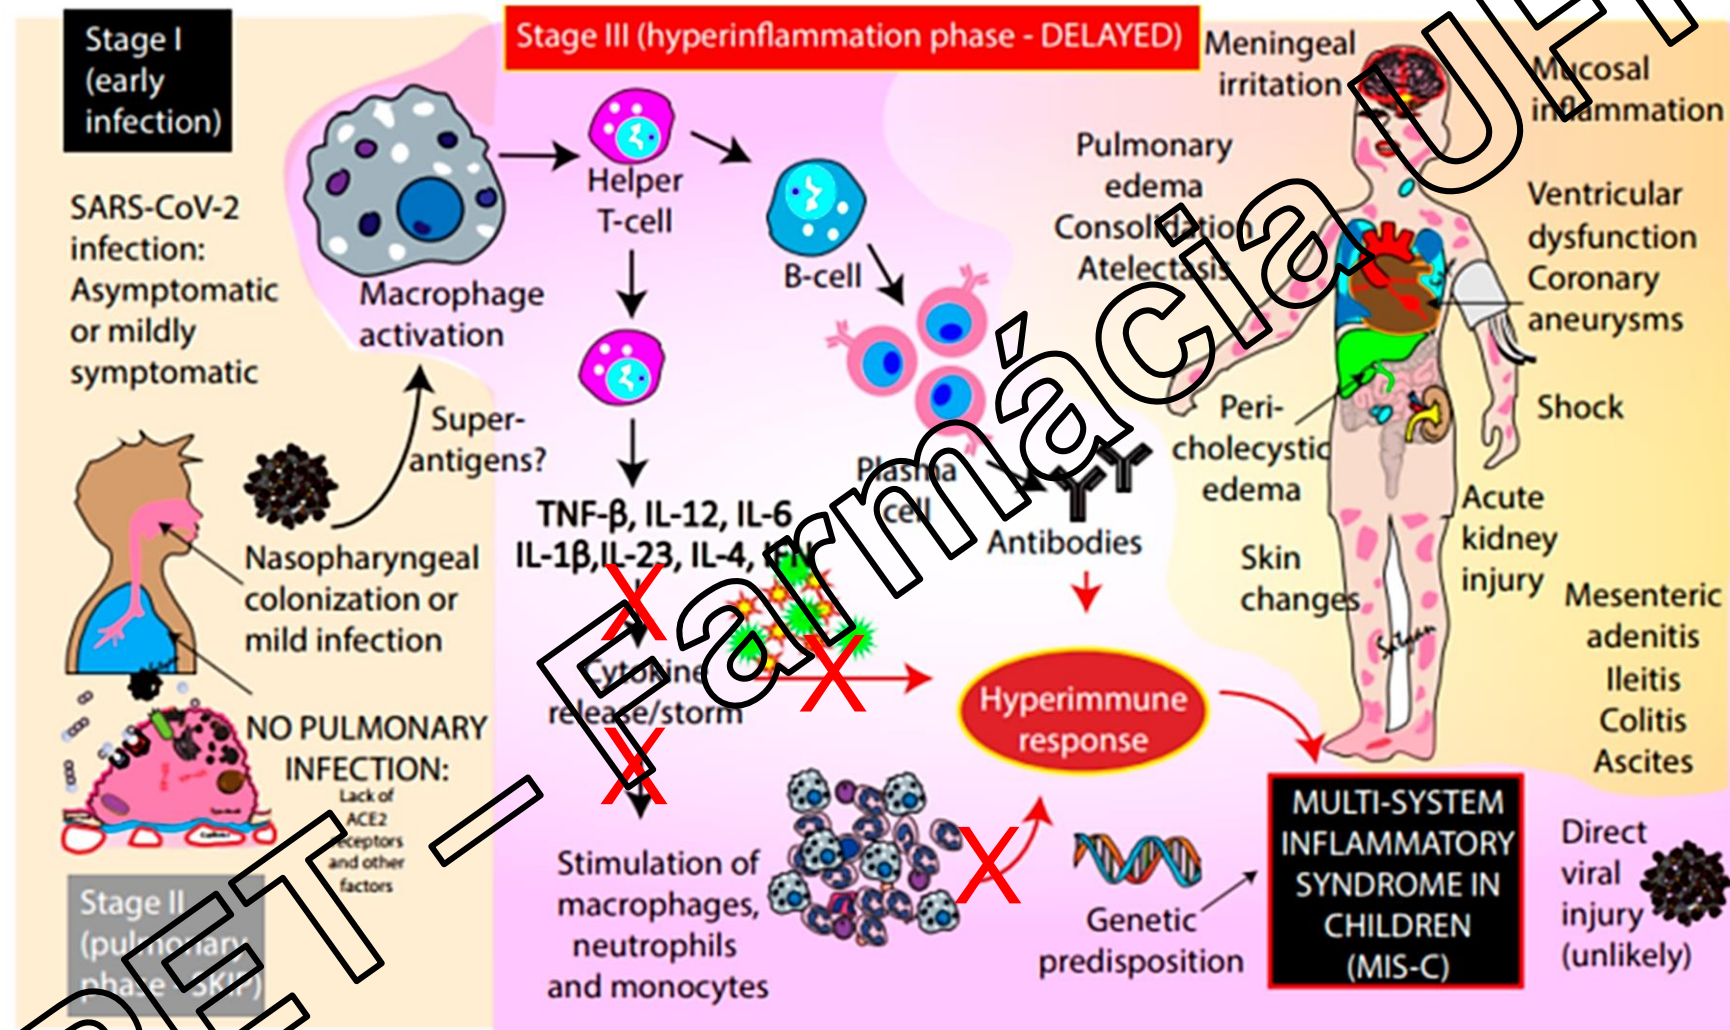 Stage I
(early
infection)
SARS-CoV-2
infection:
Asymptomatic
or mildly
symptomatic
Nasopharyngeal
colonization or
mild infection
NO PULMONARY
INFECTION:
Lack of
ACE2
receptors
and other
factors
Stage II
(pulmonary
phase - SKIP)
Stage III (hyperinflammation phase - DELAYED)
Macrophage
activation
Super-
antigens?
Helper
T-cell
B-cell
Plasma
cell
Antibodies
TNF-β, IL-12, IL-6
IL-1β,IL-23, IL-4, IFN
Cytokine
release/storm
Stimulation of
macrophages,
neutrophils
and monocytes
Hyperimmune
response
Genetic
predisposition
MULTI-SYSTEM
INFLAMMATORY
SYNDROME IN
CHILDREN
(MIS-C)
Direct
viral
injury
(unlikely)
Meningeal
irritation
Mucosal
inflammation
Pulmonary
edema
Consolidation
Atelectasis
Ventricular
dysfunction
Coronary
aneurysms
Peri-
cholecystic
edema
Shock
Acute
kidney
injury
Skin
changes
Mesenteric
adenitis
Ileitis
Colitis
Ascites
PET – Farmácia UF